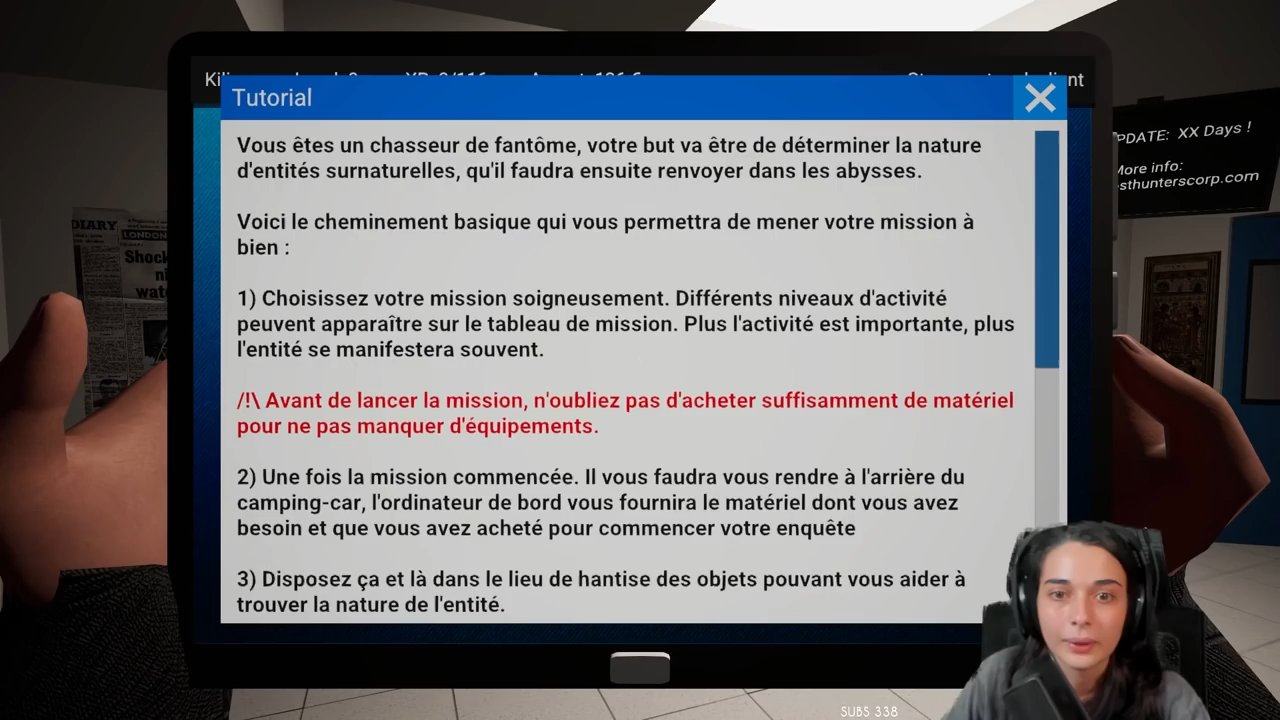 Tutorial
Vous êtes un chasseur de fantôme, votre but va être de déterminer la nature
d'entités surnaturelles, qu'il faudra ensuite renvoyer dans les abysses.
Voici le cheminement basique qui vous permettra de mener votre mission à
bien :
1) Choisissez votre mission soigneusement. Différents niveaux d'activité
peuvent apparaître sur le tableau de mission. Plus l'activité est importante, plus
l'entité se manifestera souvent.
/!\ Avant de lancer la mission, n'oubliez pas d'acheter suffisamment de matériel
pour ne pas manquer d'équipements.
2) Une fois la mission commencée. Il vous faudra vous rendre à l'arrière du
camping-car, l'ordinateur de bord vous fournira le matériel dont vous avez
besoin et que vous avez acheté pour commencer votre enquête
3) Disposez ça et là dans le lieu de hantise des objets pouvant vous aider à
trouver la nature de l'entité.
PDATE: XX Days !
More info:
sthunterscorp.com
DIARY
LONDON
Shock
ni
wat
SUBS 338